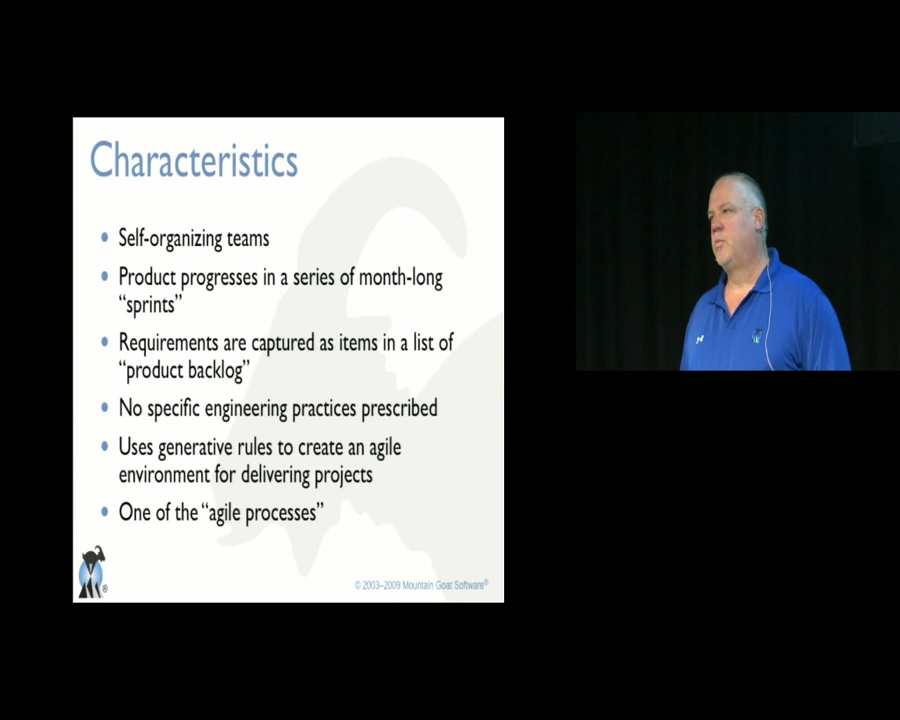 Characteristics
• Self-organizing teams
• Product progresses in a series of month-long
“sprints”
• Requirements are captured as items in a list of
“product backlog”
• No specific engineering practices prescribed
• Uses generative rules to create an agile
environment for delivering projects
• One of the “agile processes”
®
© 2003–2009 Mountain Goat Software®